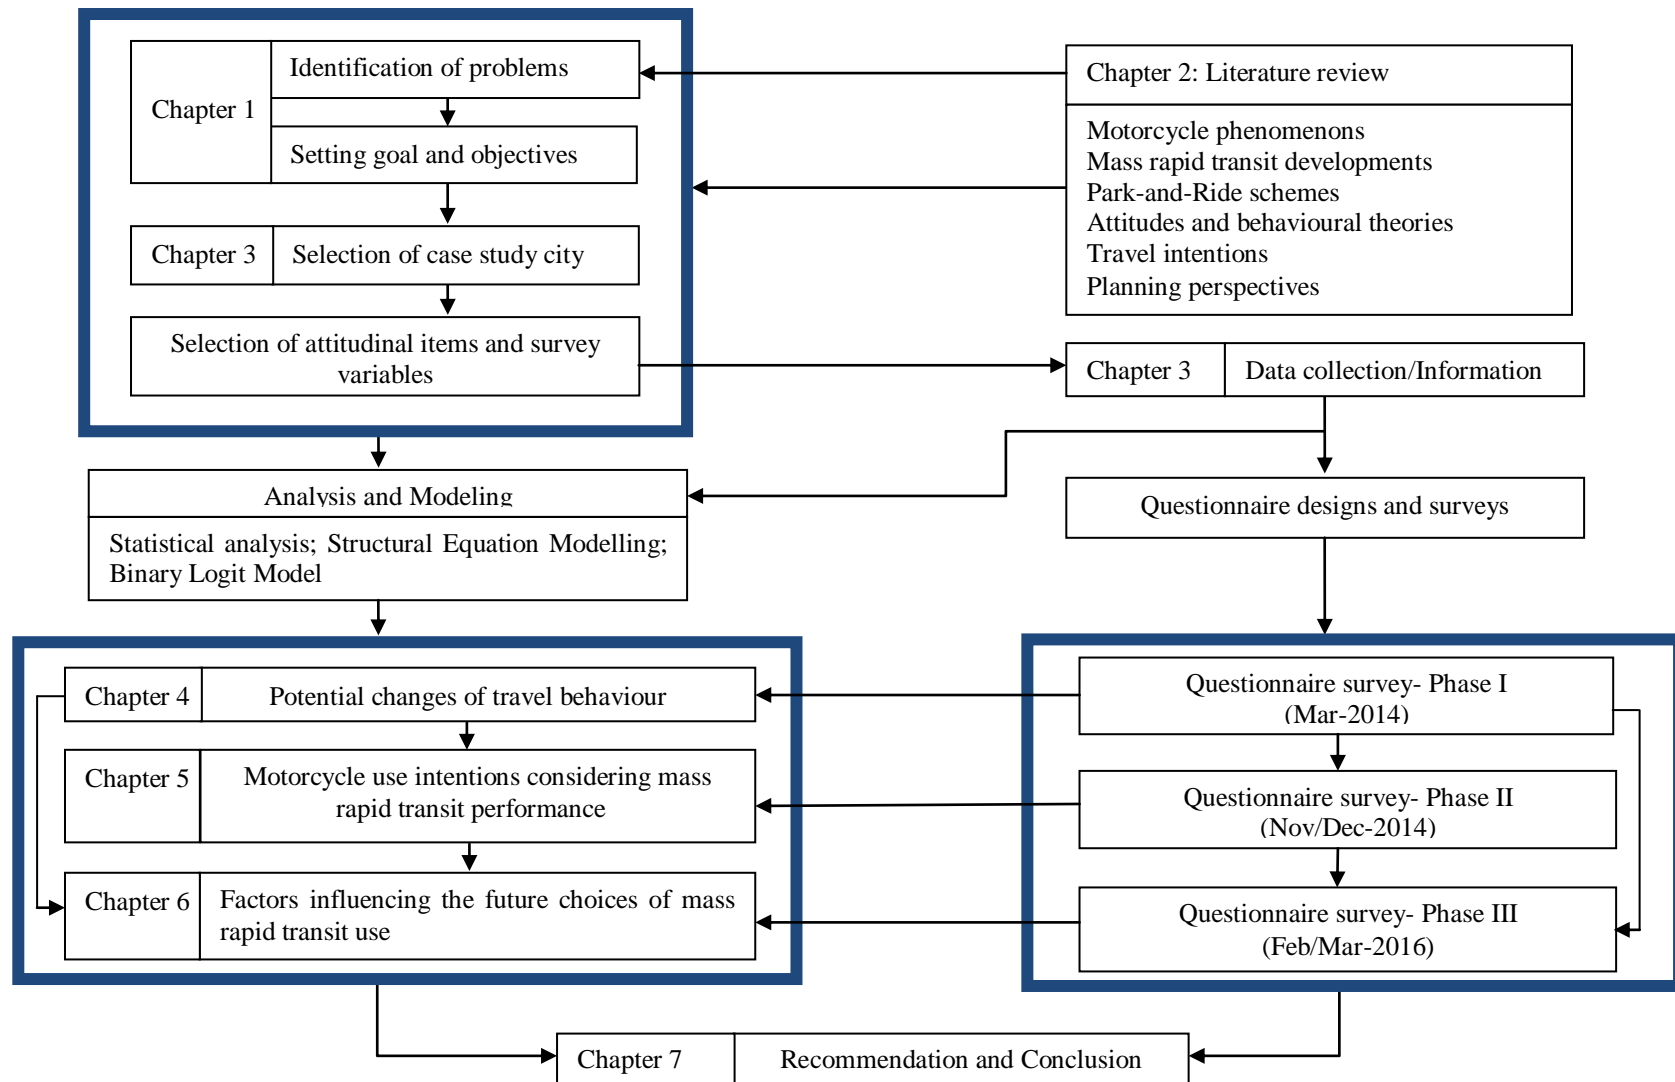 Identification of problems
Chapter 1
Setting goal and objectives
Chapter 3
Selection of case study city
Selection of attitudinal items and survey
variables
Chapter 2: Literature review
Motorcycle phenomenons
Mass rapid transit developments
Park-and-Ride schemes
Attitudes and behavioural theories
Travel intentions
Planning perspectives
Chapter 3
Data collection/Information
Analysis and Modeling
Statistical analysis; Structural Equation Modelling;
Binary Logit Model
Questionnaire designs and surveys
Chapter 4
Potential changes of travel behaviour
Chapter 5
Motorcycle use intentions considering mass
rapid transit performance
Chapter 6
Factors influencing the future choices of mass
rapid transit use
Questionnaire survey- Phase I
(Mar-2014)
Questionnaire survey- Phase II
(Nov/Dec-2014)
Questionnaire survey- Phase III
(Feb/Mar-2016)
Chapter 7
Recommendation and Conclusion